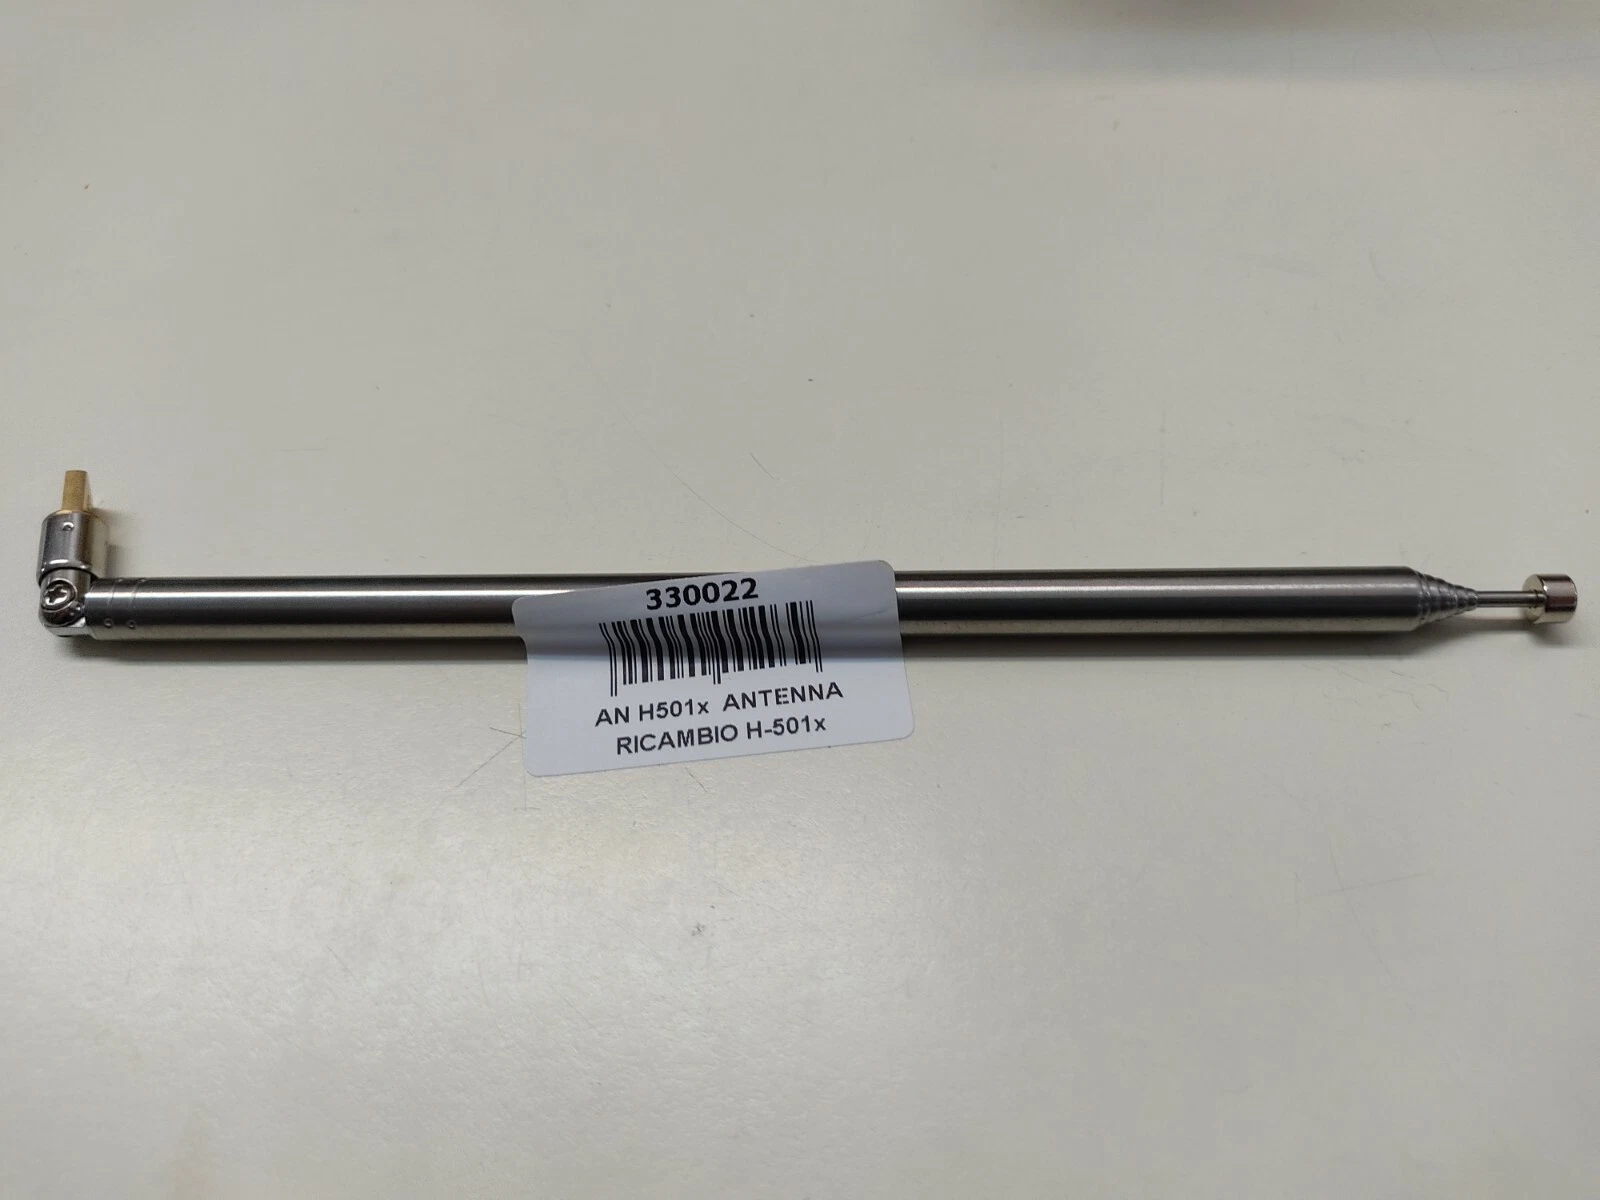 330022
AN H501x ANTENNA
RICAMBIO H-501x